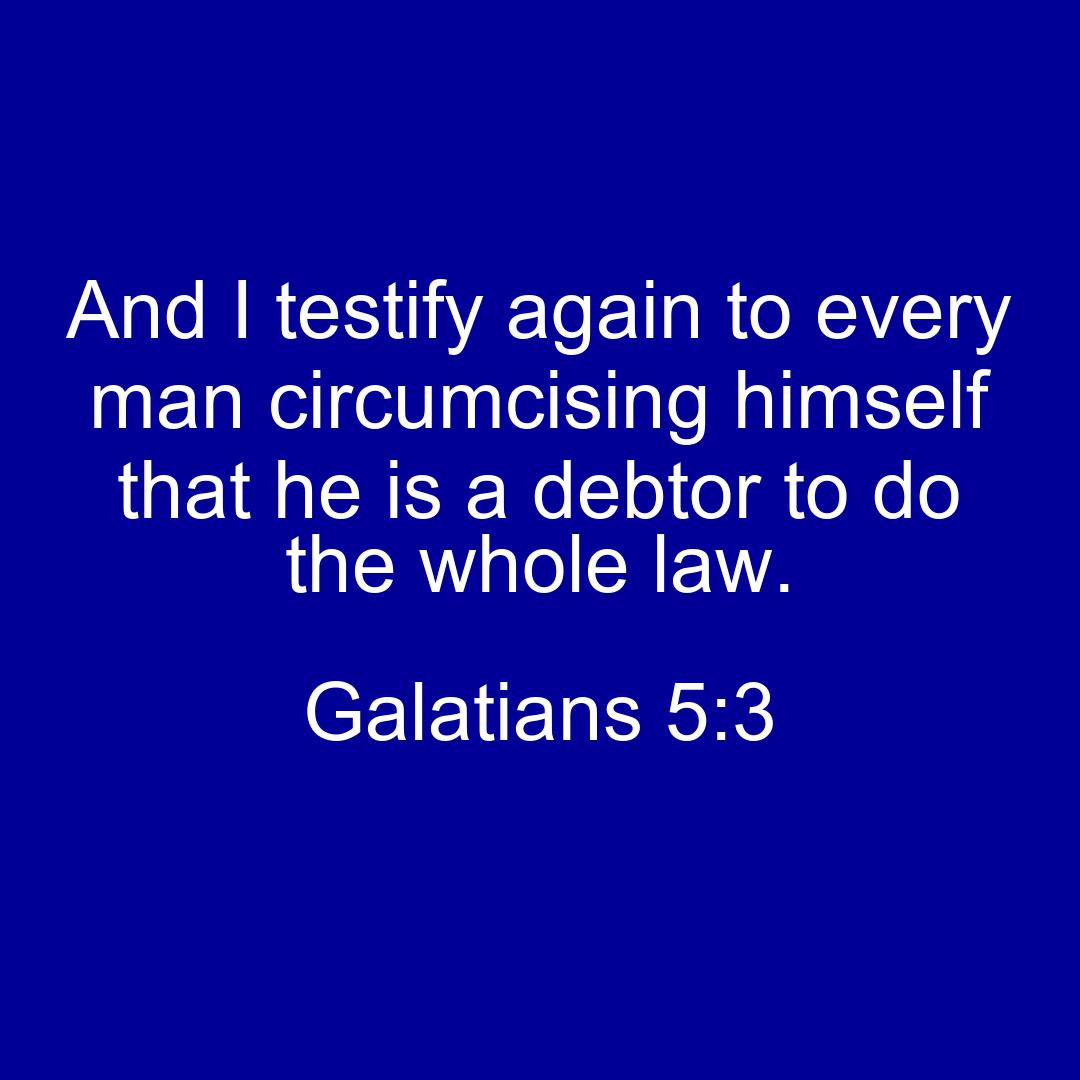 And I testify again to every
man circumcising himself
that he is a debtor to do
the whole law.
Galatians 5:3